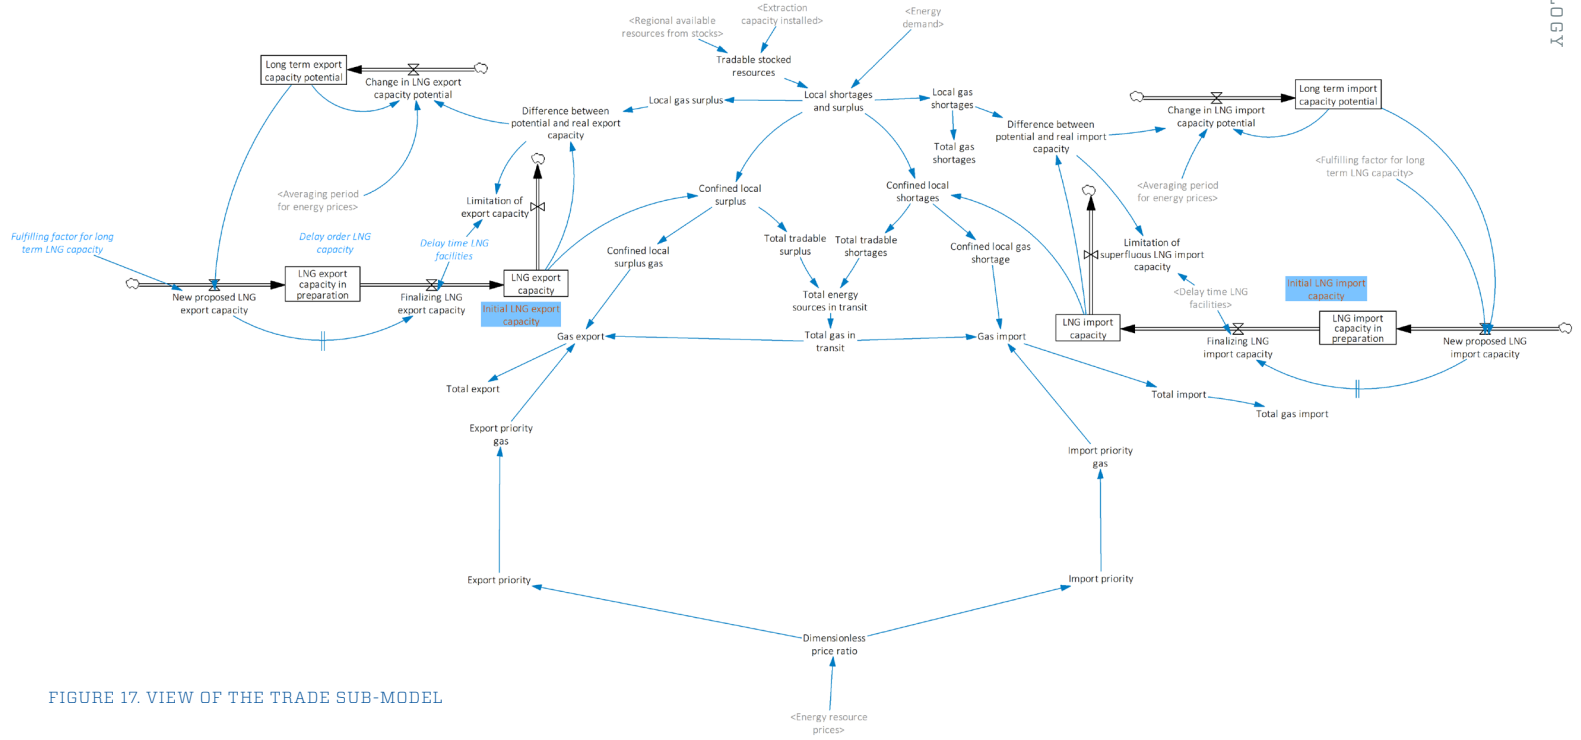 LOGY
<Extraction
capacity installed>
<Energy
demand>
<Regional available
resources from stocks>
Tradable stocked
resources
Long term export
capacity potential
Change in LNG export
capacity potential
Local gas surplus
Local shortages
and surplus
Local gas
shortages
Long term import
capacity potential
Change in LNG import
capacity potential
Difference between
potential and real export
capacity
Difference between
potential and real import
capacity
Total gas
shortages
<Fulfilling factor for long
term LNG capacity>
<Averaging period
for energy prices>
Limitation of
export capacity
Confined local
surplus
Confined local
shortages
<Averaging period
for energy prices>
Fulfilling factor for long
term LNG capacity
Delay order LNG
capacity
Delay time LNG
facilities
Confined local
surplus gas
Total tradable
surplus
Total tradable
shortages
Confined local gas
shortage
Limitation of
superfluous LNG import
capacity
LNG export
capacity in
preparation
LNG export
capacity
New proposed LNG
export capacity
Finalizing LNG
export capacity
Initial LNG export
capacity
Total energy
sources in transit
<Delay time LNG
facilities>
Initial LNG import
capacity
LNG import
capacity
LNG import
capacity in
preparation
Gas export
Total gas in
transit
Gas import
Finalizing LNG
import capacity
New proposed LNG
import capacity
Total export
Total import
Total gas import
Export priority
gas
Import priority
gas
Export priority
Import priority
Dimensionless
price ratio
FIGURE 17. VIEW OF THE TRADE SUB-MODEL
<Energy resource
prices>